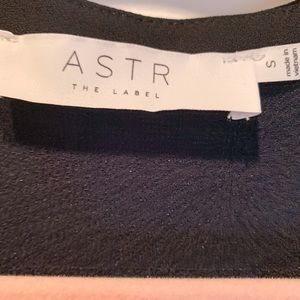 ASTR
THE LABEL
S
made in
vietnam